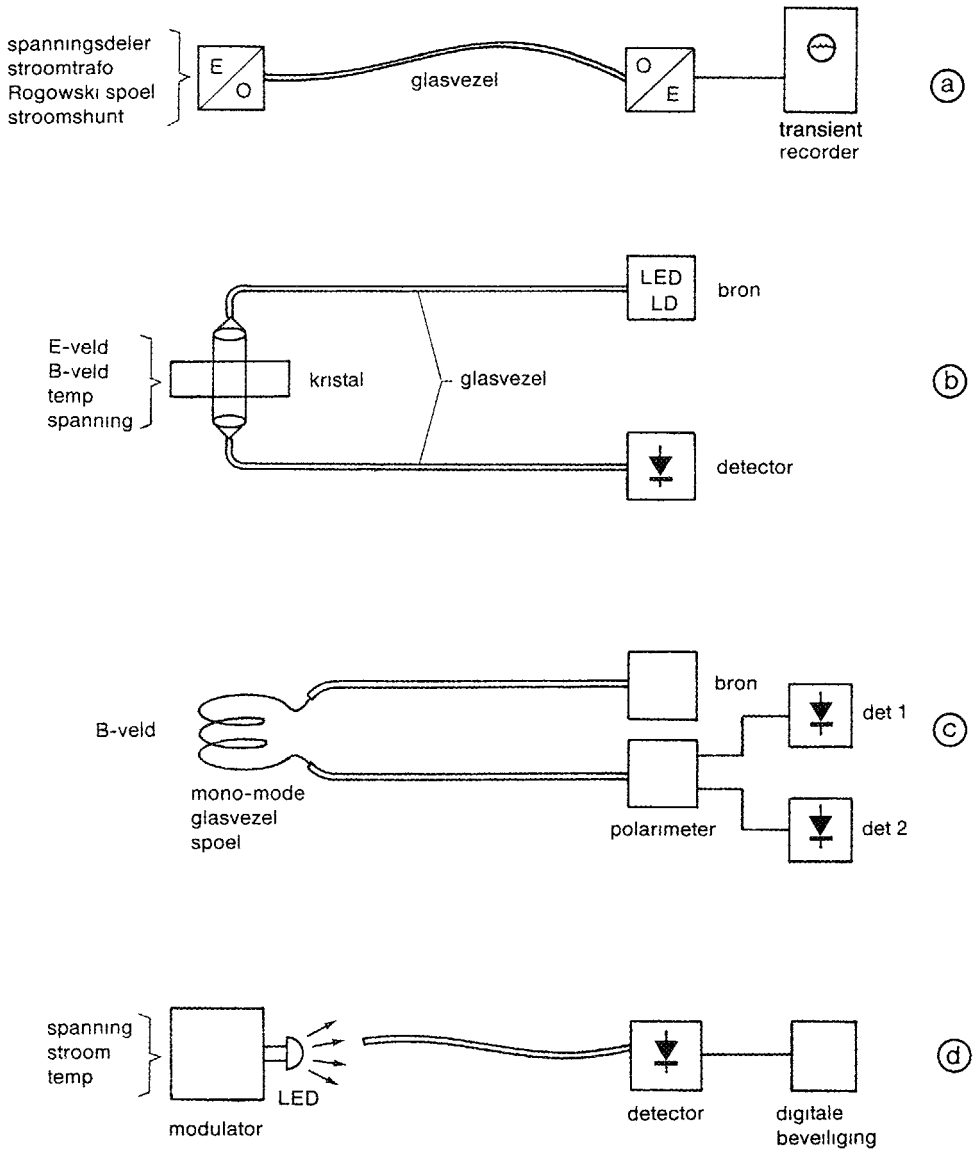 spanningsdeler
stroomtrafo
Rogowski spoel
stroomshunt
E
O
glasvezel
O
E
transient
recorder
a
LED
LD
bron
E-veld
B-veld
temp
spanning
kristal
glasvezel
b
detector
B-veld
mono-mode
glasvezel
spoel
bron
polarimeter
det 1
det 2
c
spanning
stroom
temp
modulator
LED
detector
digitale
beveiliging
d